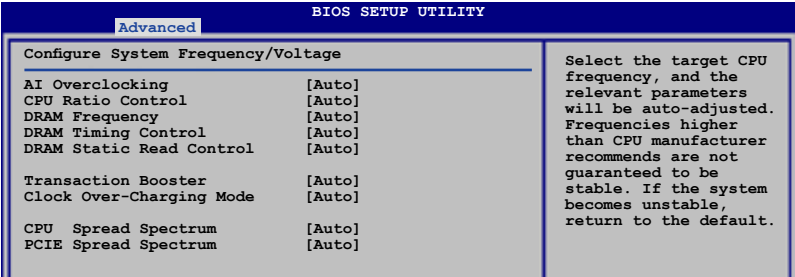 BIOS SETUP UTILITY
Advanced
Configure System Frequency/Voltage
AI Overclocking [Auto]
CPU Ratio Control [Auto]
DRAM Frequency [Auto]
DRAM Timing Control [Auto]
DRAM Static Read Control [Auto]
Transaction Booster [Auto]
Clock Over-Charging Mode [Auto]
CPU Spread Spectrum [Auto]
PCIE Spread Spectrum [Auto]
Select the target CPU
frequency, and the
relevant parameters
will be auto-adjusted.
Frequencies higher
than CPU manufacturer
recommends are not
guaranteed to be
stable. If the system
becomes unstable,
return to the default.